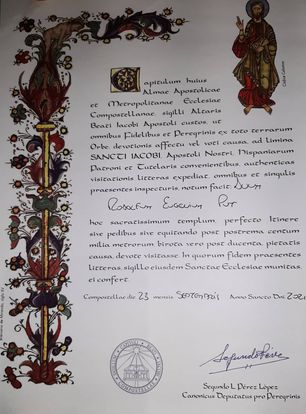 Capitulum huius
Almae Apostolicae
et Metropolitanae Ecclesiae
Compostellanae, sigilli Altaris
Beati Iacobi Apostoli custos, ut
omnibus Fidelibus et Peregrinis ex toto terrarum
Orbe, devotionis affectu vel voti causa, ad limina
SANCTI IACOBI, Apostoli Nostri, Hispaniarum
Patroni et Tutelaris convenientibus, authenticas
visitationis litteras expediat, omnibus et singulis
praesentes inspecturis, notum facit: Dnum
hoc sacratissimum templum, perfecto Itinere
sive pedibus sive equitando post postrema centum
milia metrorum, birota vero post ducenta, pietatis
causa, devote visitasse. In quorum fidem praesentes
litteras, sigillo eiusdem Sanctae Ecclesiae munitas,
ei confert.
Compostellae die 23 mensis Anno Dni
Segundo L. Pérez López
Canonicus Deputatus pro Peregrinis